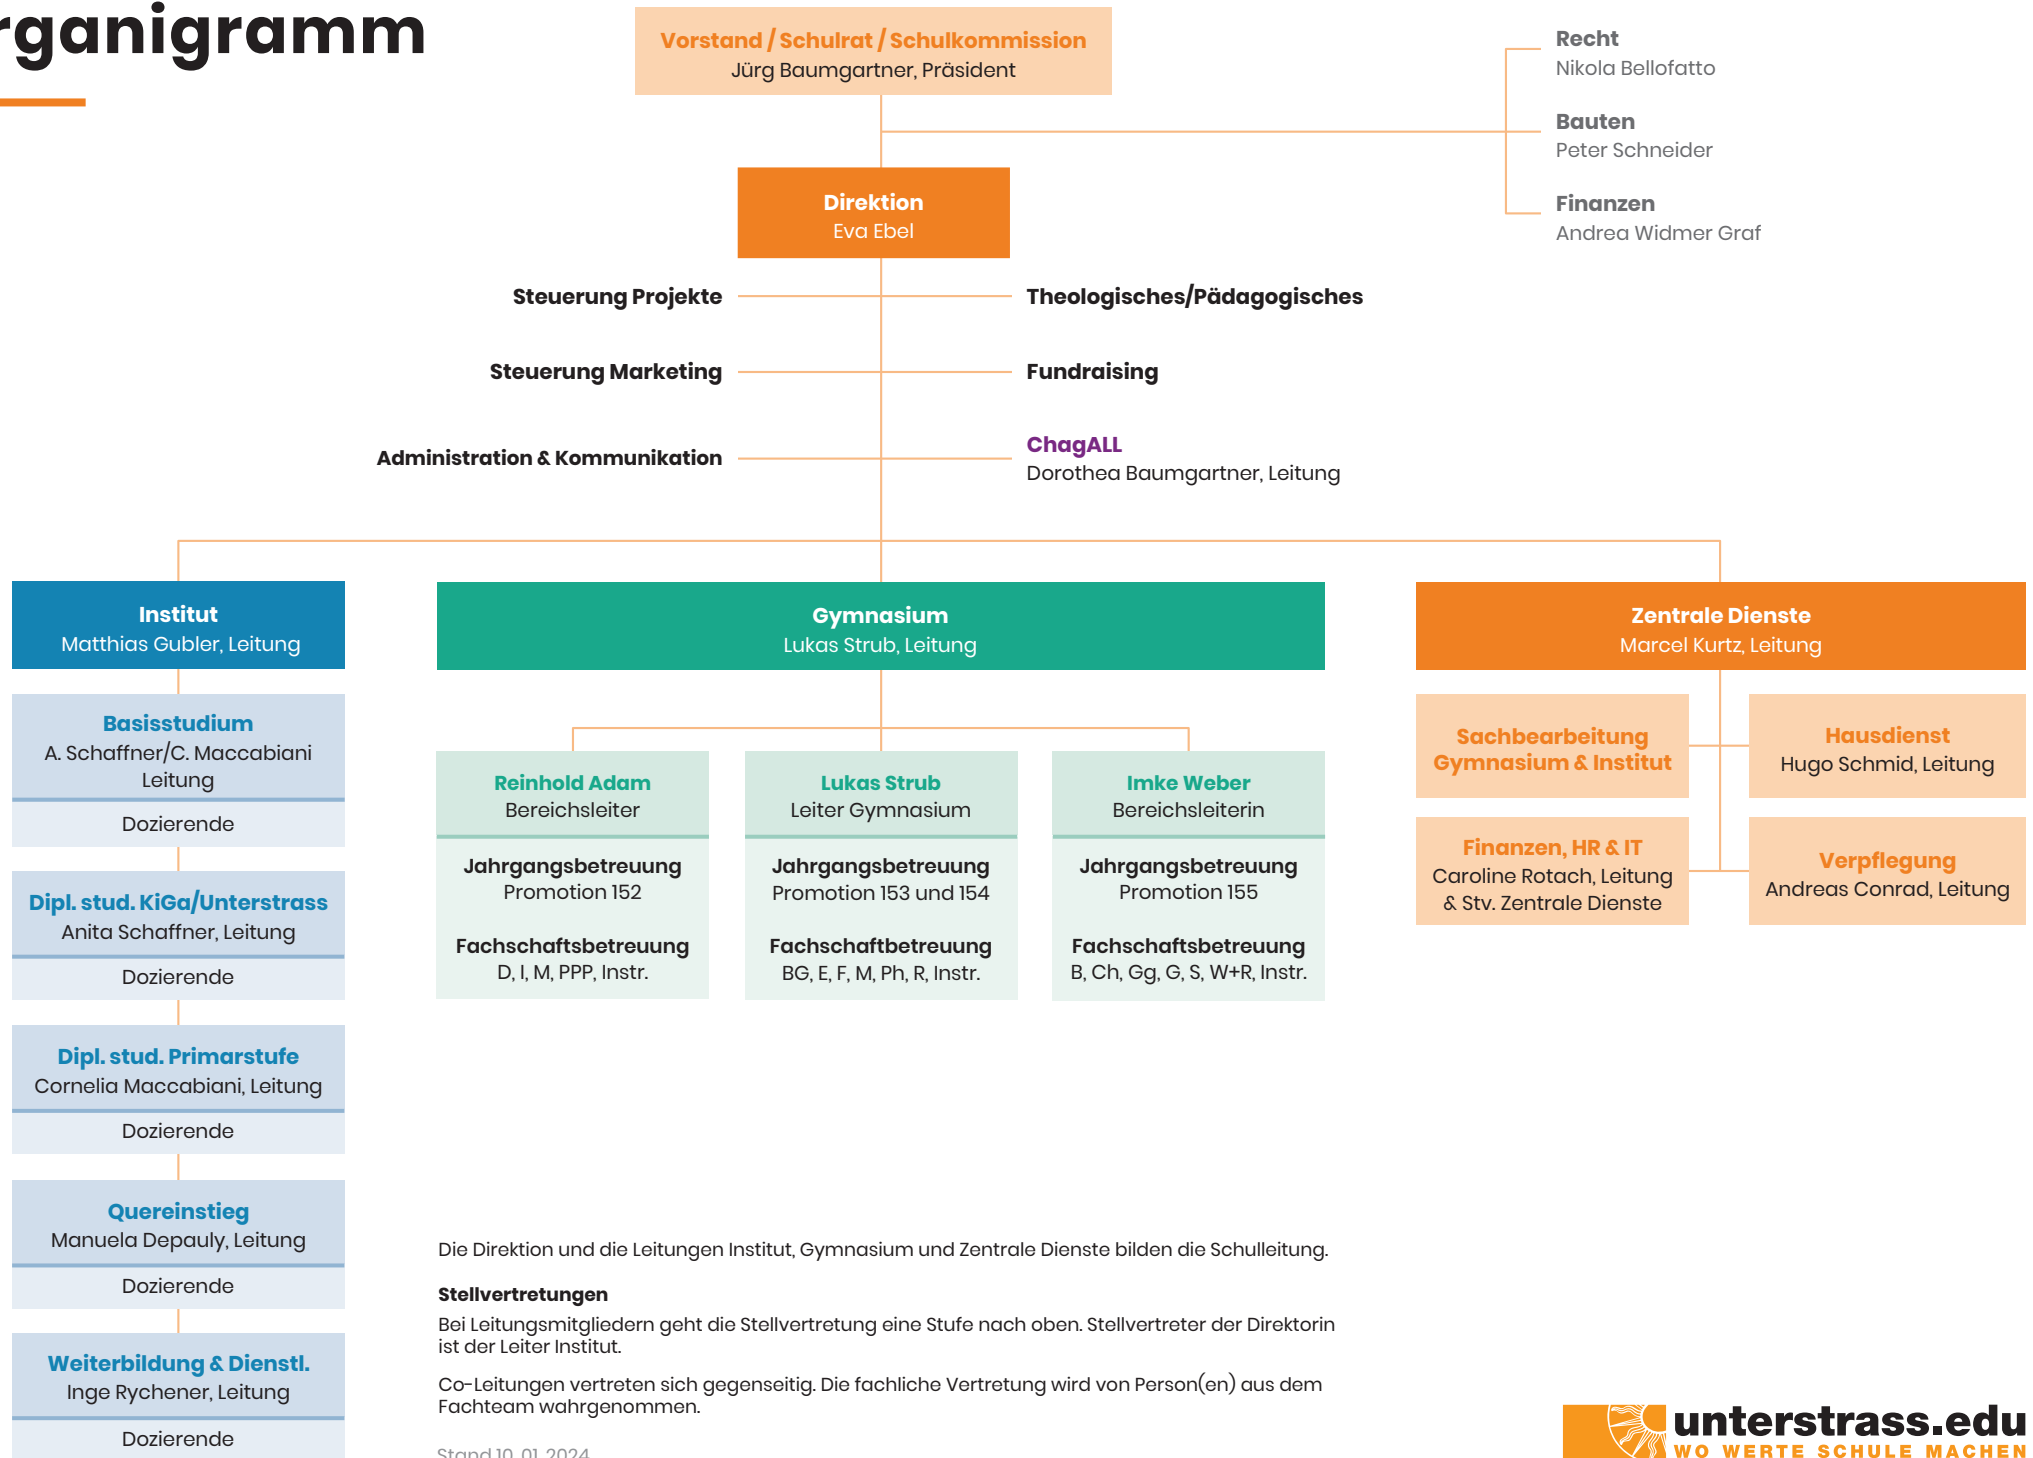 rganigramm
Vorstand / Schulrat / Schulkommission
Jürg Baumgartner, Präsident
Recht
Nikola Bellofatto
Bauten
Peter Schneider
Finanzen
Andrea Widmer Graf
Direktion
Eva Ebel
Steuerung Projekte
Theologisches/Pädagogisches
Steuerung Marketing
Fundraising
Administration & Kommunikation
ChagALL
Dorothea Baumgartner, Leitung
Institut
Matthias Gubler, Leitung
Basisstudium
A. Schaffner/C. Maccabiani
Leitung
Dozierende
Dipl. stud. KiGa/Unterstrass
Anita Schaffner, Leitung
Dozierende
Dipl. stud. Primarstufe
Cornelia Maccabiani, Leitung
Dozierende
Quereinstieg
Manuela Depauly, Leitung
Dozierende
Weiterbildung & Dienstl.
Inge Rychener, Leitung
Dozierende
Gymnasium
Lukas Strub, Leitung
Reinhold Adam
Bereichsleiter
Jahrgangsbetreuung
Promotion 152
Fachschaftsbetreuung
D, I, M, PPP, Instr.
Lukas Strub
Leiter Gymnasium
Jahrgangsbetreuung
Promotion 153 und 154
Fachschaftbetreuung
BG, E, F, M, Ph, R, Instr.
Imke Weber
Bereichsleiterin
Jahrgangsbetreuung
Promotion 155
Fachschaftsbetreuung
B, Ch, Gg, G, S, W+R, Instr.
Zentrale Dienste
Marcel Kurtz, Leitung
Sachbearbeitung
Gymnasium & Institut
Hausdienst
Hugo Schmid, Leitung
Finanzen, HR & IT
Caroline Rotach, Leitung
& Stv. Zentrale Dienste
Verpflegung
Andreas Conrad, Leitung
Die Direktion und die Leitungen Institut, Gymnasium und Zentrale Dienste bilden die Schulleitung.
Stellvertretungen
Bei Leitungsmitgliedern geht die Stellvertretung eine Stufe nach oben. Stellvertreter der Direktorin
ist der Leiter Institut.
Co-Leitungen vertreten sich gegenseitig. Die fachliche Vertretung wird von Person(en) aus dem
Fachteam wahrgenommen.
Stand 10. 01. 2024
unterstrass.edu
WO WERTE SCHULE MACHEN